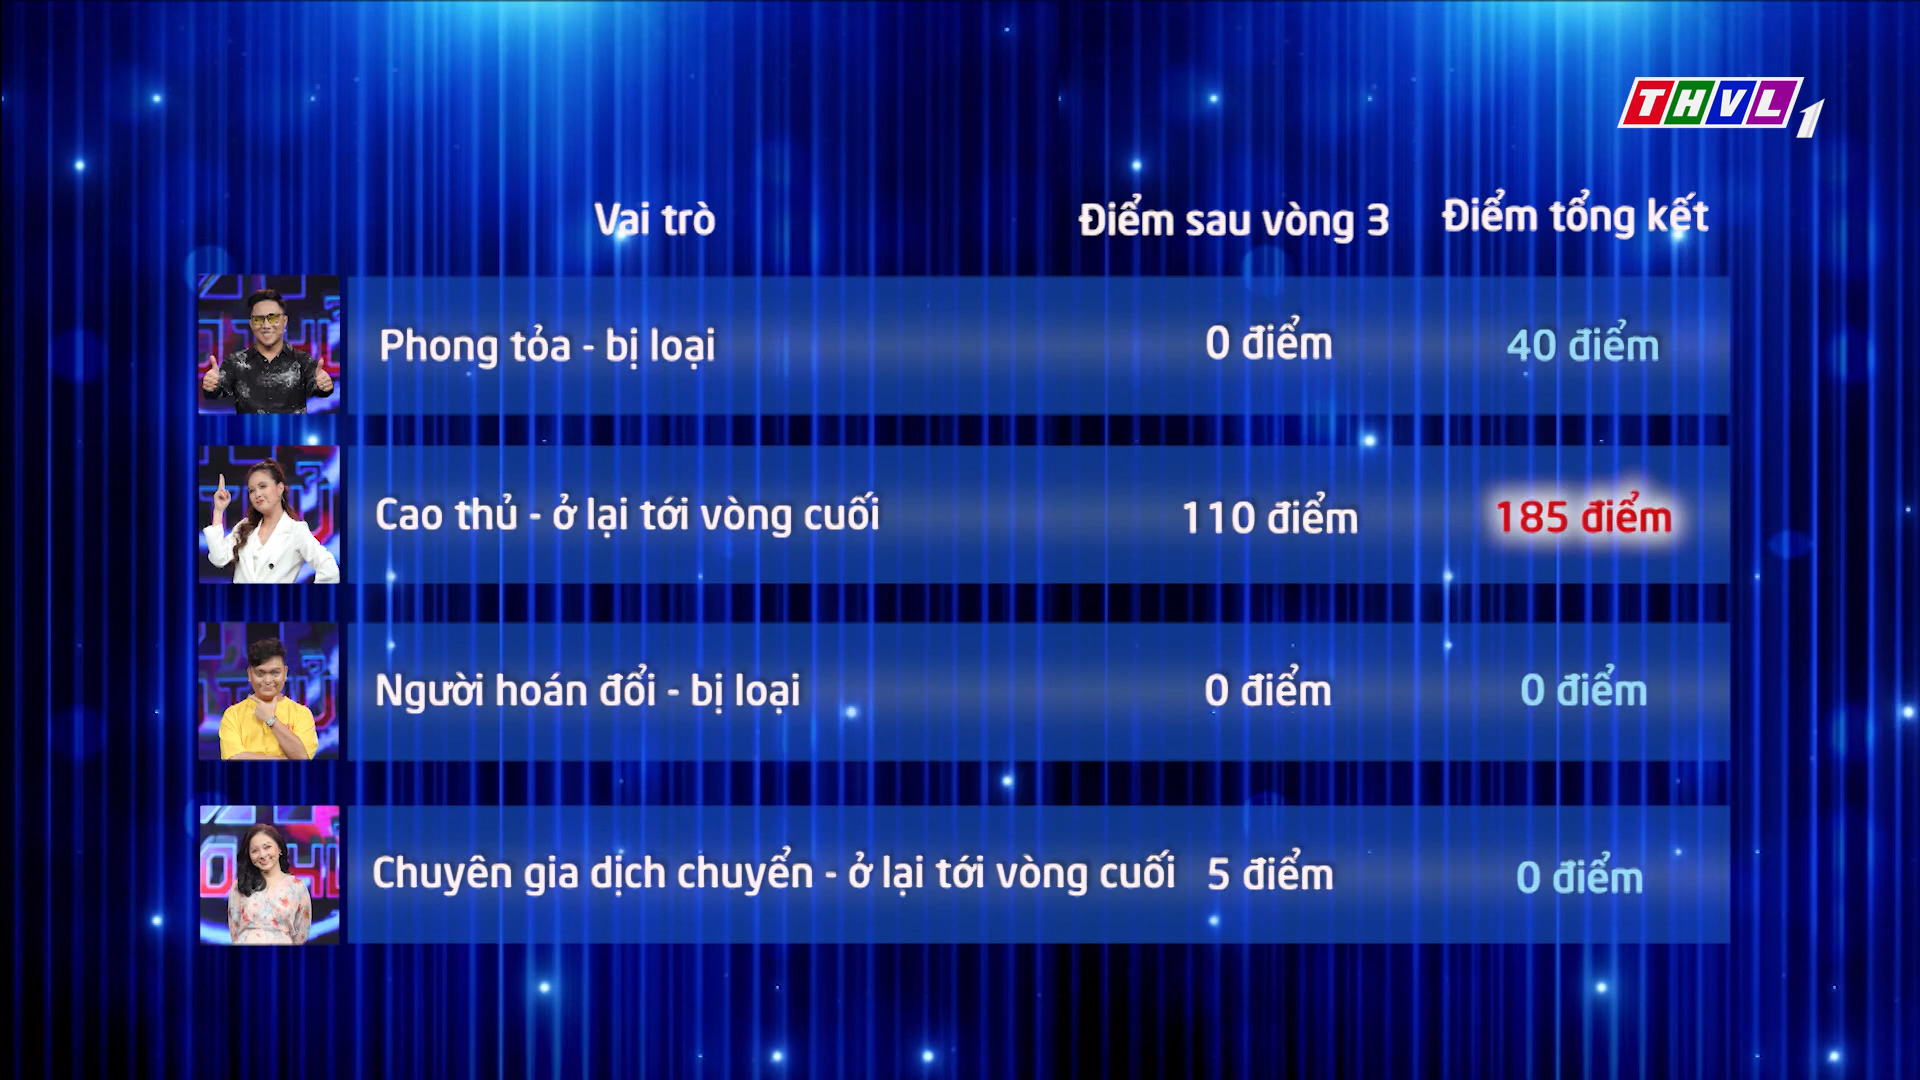 THVL1
Vai trò Điểm sau vòng 3 Điểm tổng kết
Phong tỏa - bị loại 0 điểm 40 điểm
Cao thủ - ở lại tới vòng cuối 110 điểm 185 điểm
Người hoán đổi - bị loại 0 điểm 0 điểm
Chuyên gia dịch chuyển - ở lại tới vòng cuối 5 điểm 0 điểm